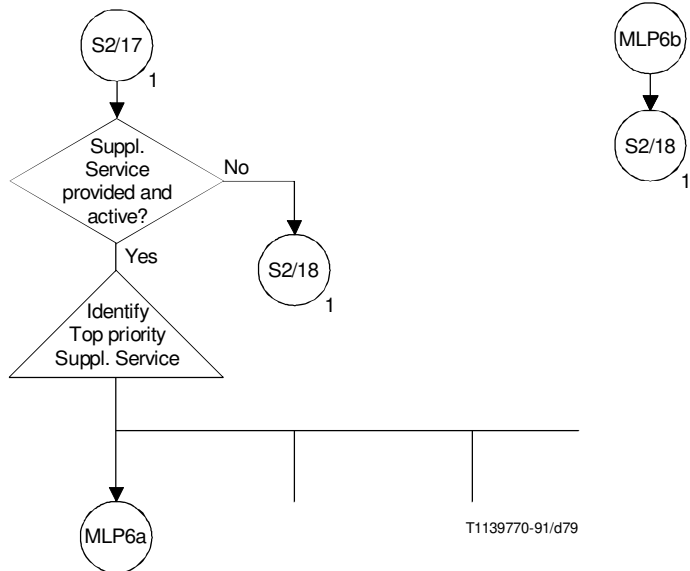 S2/17
1
Suppl.
Service
provided and
active?
No
Yes
S2/18
1
Identify
Top priority
Suppl. Service
MLP6a
MLP6b
S2/18
1
T1139770-91/d79